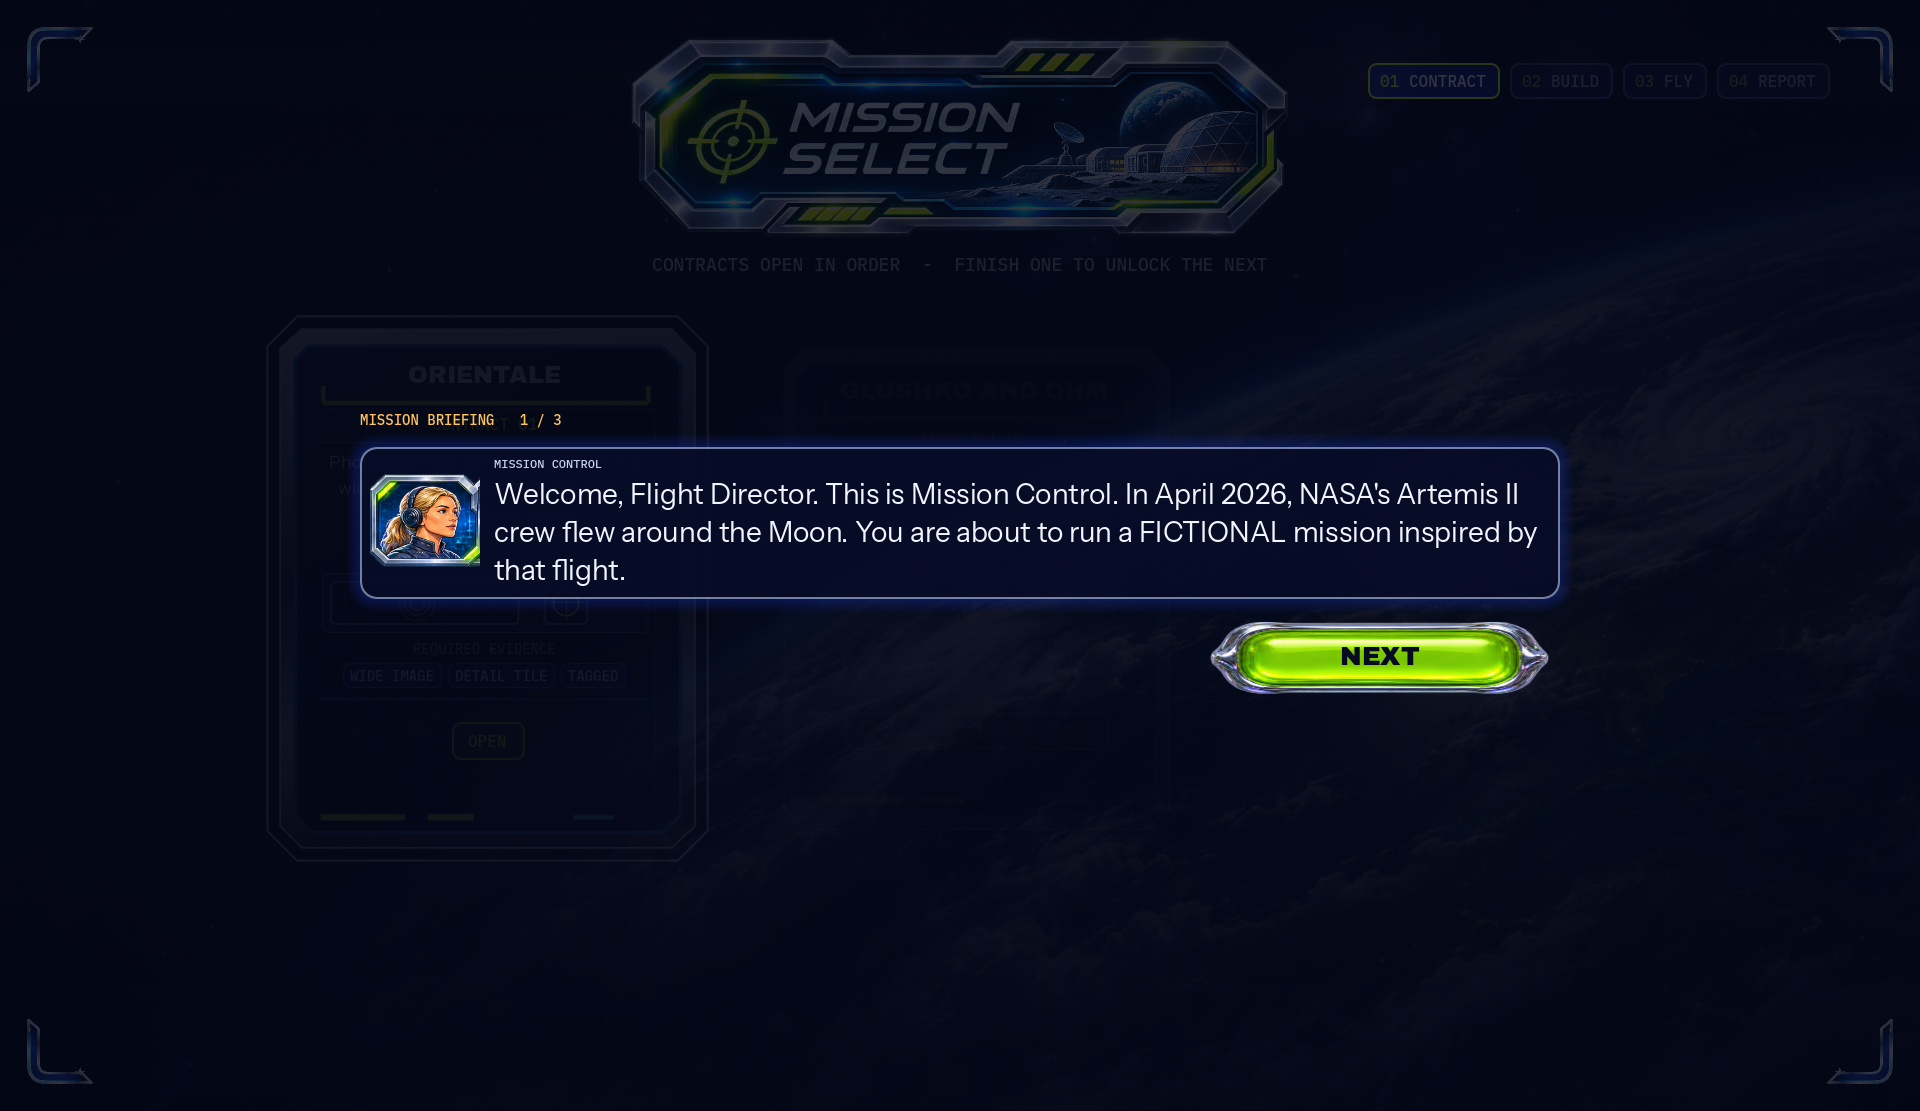 MISSION
SELECT
01 CONTRACT
02 BUILD
03 FLY
04 REPORT
CONTRACTS OPEN IN ORDER - FINISH ONE TO UNLOCK THE NEXT
ORIENTALE
GLUSHKO AND OHM
MISSION BRIEFING 1 / 3
MISSION CONTROL
Welcome, Flight Director. This is Mission Control. In April 2026, NASA's Artemis II
crew flew around the Moon. You are about to run a FICTIONAL mission inspired by
that flight.
NEXT
REQUIRED EVIDENCE
WIDE IMAGE
DETAIL TILE
TAGGED
OPEN